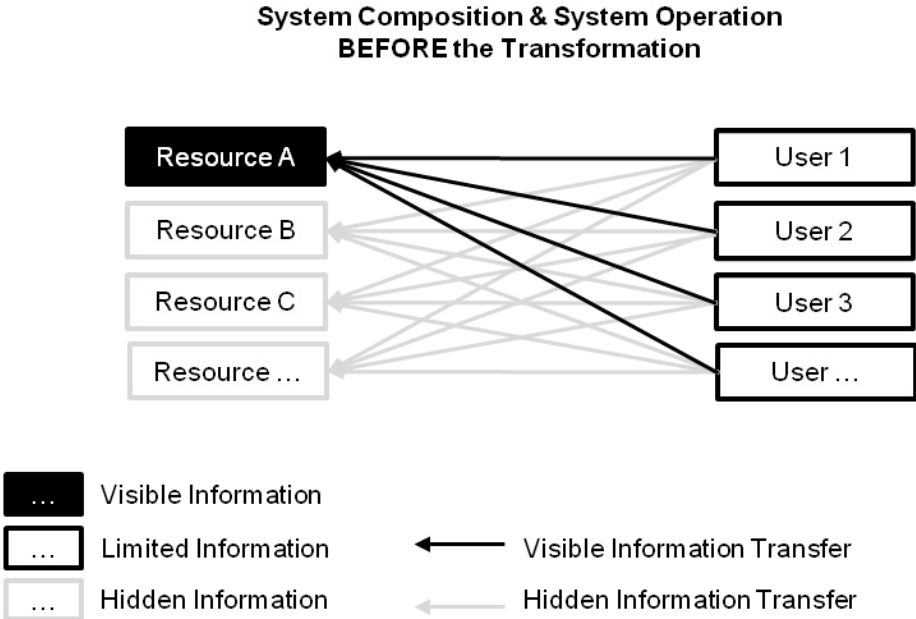 System Composition & System Operation
BEFORE the Transformation
Resource A
User 1
Resource B
User 2
Resource C
User 3
Resource …
User …
… Visible Information
… Limited Information
Visible Information Transfer
… Hidden Information
Hidden Information Transfer